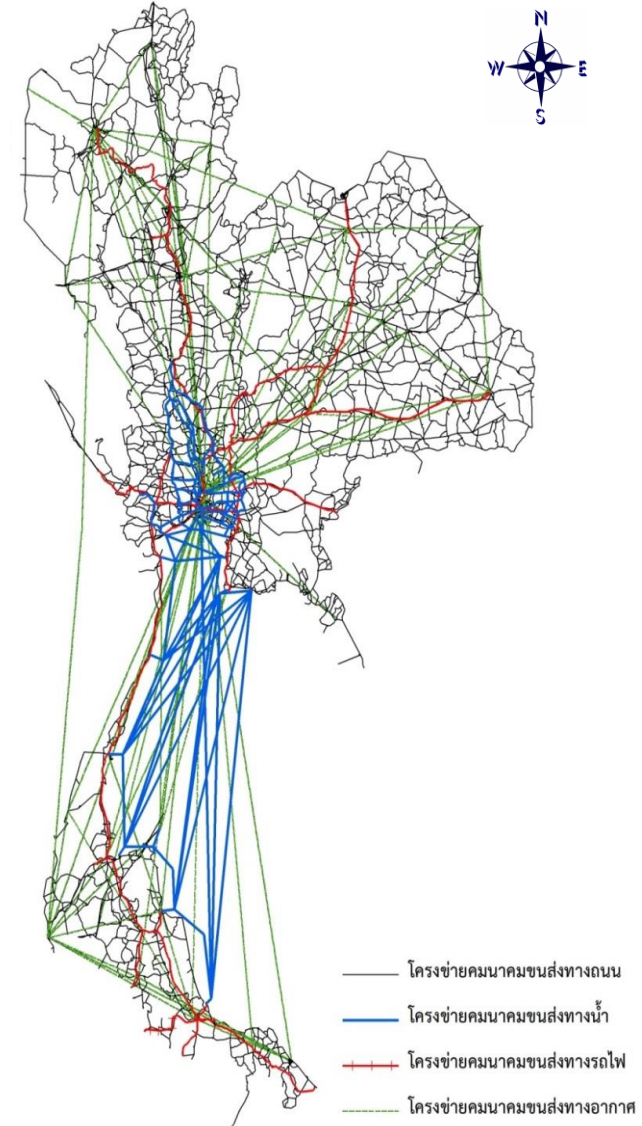 N
W E
S
โครงข่ายคมนาคมขนส่งทางถนน
โครงข่ายคมนาคมขนส่งทางน้ำ
โครงข่ายคมนาคมขนส่งทางรถไฟ
โครงข่ายคมนาคมขนส่งทางอากาศ